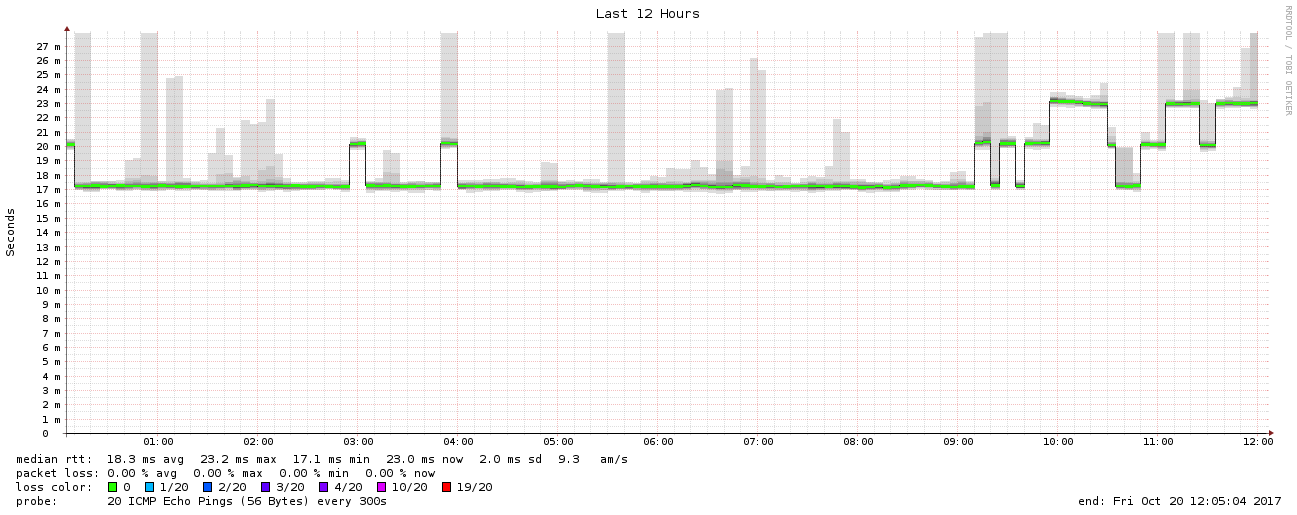 Last 12 Hours
RRDTOOL / TOBI OETIKER
Seconds
27 m
26 m
25 m
24 m
23 m
22 m
21 m
20 m
19 m
18 m
17 m
16 m
15 m
14 m
13 m
12 m
11 m
10 m
9 m
8 m
7 m
6 m
5 m
4 m
3 m
2 m
1 m
0
01:00 02:00 03:00 04:00 05:00 06:00 07:00 08:00 09:00 10:00 11:00 12:00
median rtt: 18.3 ms avg 23.2 ms max 17.1 ms min 23.0 ms now 2.0 ms sd 9.3 am/s
packet loss: 0.00 % avg 0.00 % max 0.00 % min 0.00 % now
loss color: 0 1/20 2/20 3/20 4/20 10/20 19/20
probe: 20 ICMP Echo Pings (56 Bytes) every 300s end: Fri Oct 20 12:05:04 2017